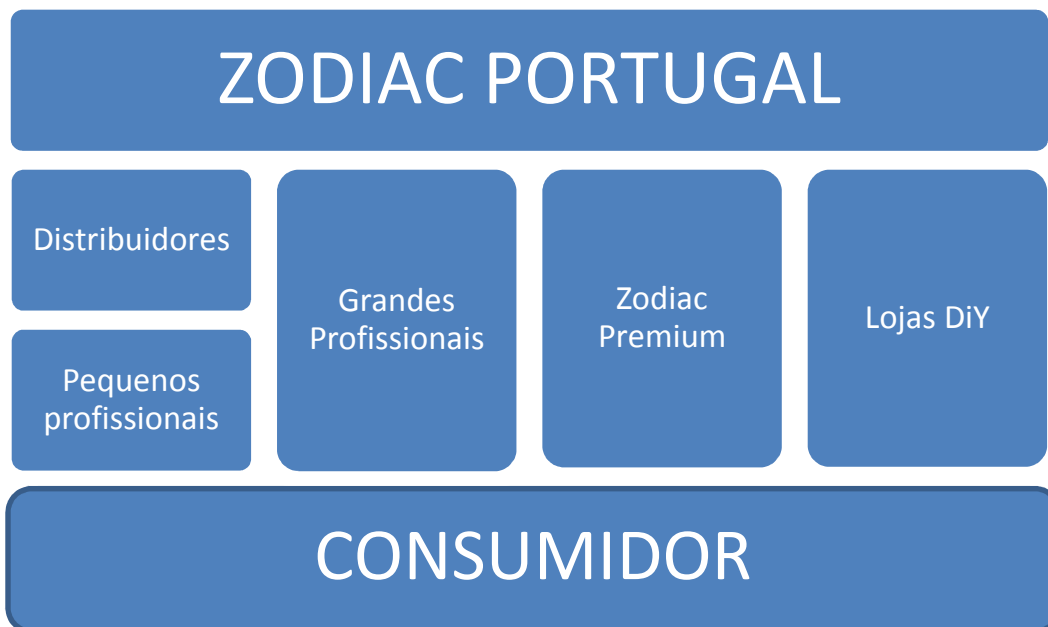 ZODIAC PORTUGAL
Distribuidores
Pequenos
profissionais
Grandes
Profissionais
Zodiac
Premium
Lojas DiY
CONSUMIDOR